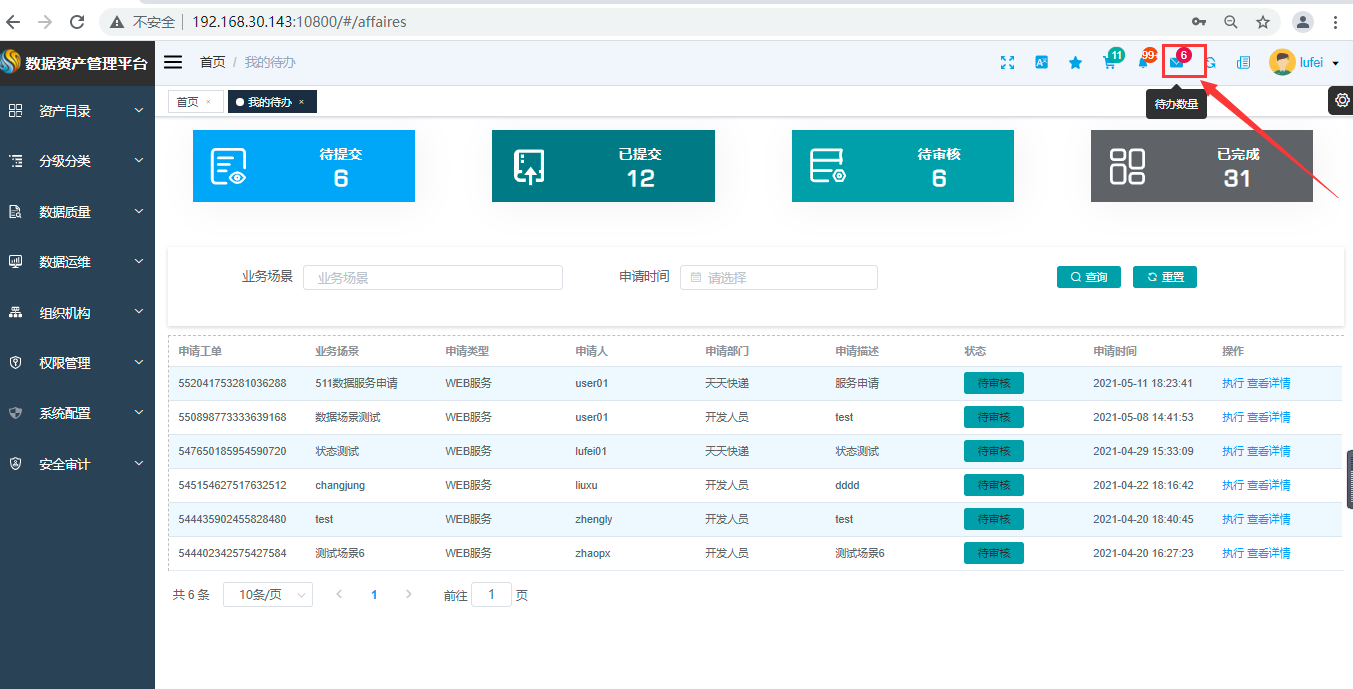 不安全 192.168.30.143:10800/#/affaires
数据资产管理平台
首页 / 我的待办
11
99+
6
lufei
待办数量
首页 ×
我的待办 ×
资产目录
分级分类
数据质量
数据运维
组织机构
权限管理
系统配置
安全审计
待提交
6
已提交
12
待审核
6
已完成
31
业务场景 业务场景 申请时间 请选择 查询 重置
申请工单 业务场景 申请类型 申请人 申请部门 申请描述 状态 申请时间 操作
552041753281036288 511数据服务申请 WEB服务 user01 天天快递 服务申请 待审核 2021-05-11 18:23:41 执行 查看详情
550898773333639168 数据场景测试 WEB服务 user01 开发人员 test 待审核 2021-05-08 14:41:53 执行 查看详情
547650185954590720 状态测试 WEB服务 lufei01 天天快递 状态测试 待审核 2021-04-29 15:33:09 执行 查看详情
545154627517632512 changjung WEB服务 liuxu 开发人员 dddd 待审核 2021-04-22 18:16:42 执行 查看详情
544435902455828480 test WEB服务 zhengly 开发人员 test 待审核 2021-04-20 18:40:45 执行 查看详情
544402342575427584 测试场景6 WEB服务 zhaopx 开发人员 测试场景6 待审核 2021-04-20 16:27:23 执行 查看详情
共 6 条 10条/页 1 前往 1 页